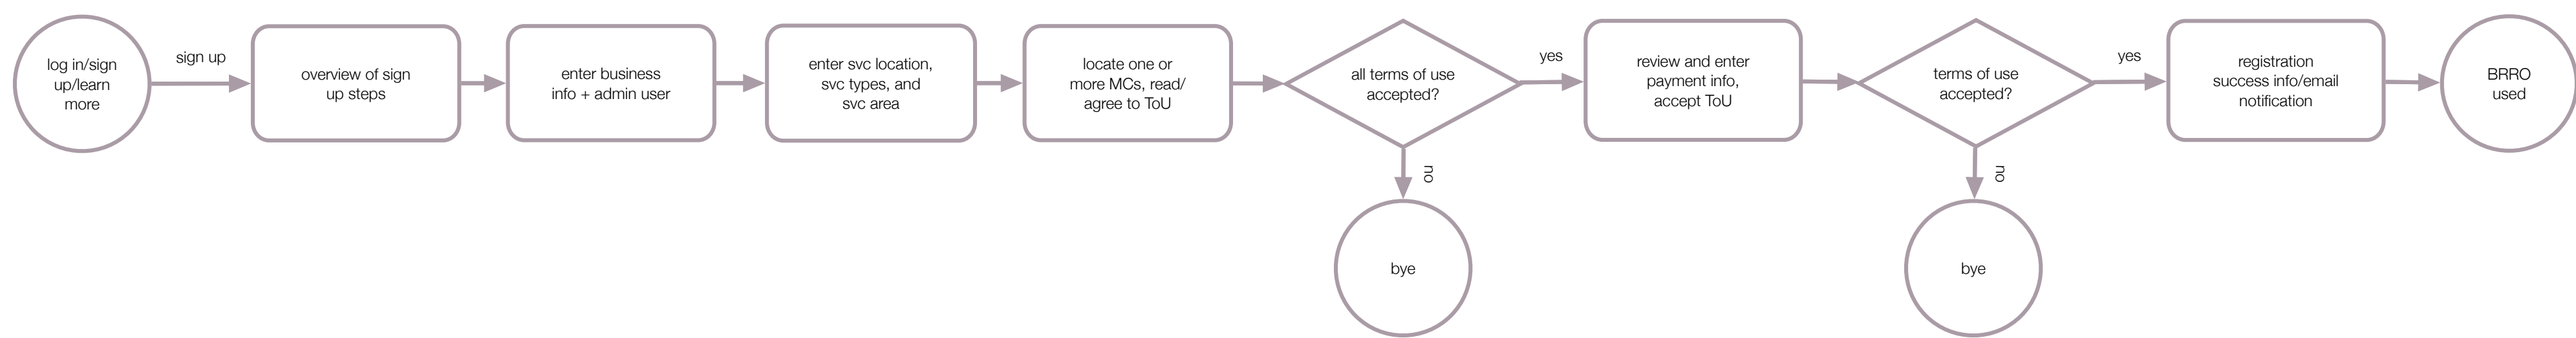 log in/sign
up/learn
more
sign up
overview of sign
up steps
enter business
info + admin user
enter svc location,
svc types, and
svc area
locate one or
more MCs, read/
agree to ToU
all terms of use
accepted?
yes
no
bye
review and enter
payment info,
accept ToU
terms of use
accepted?
yes
no
bye
registration
success info/email
notification
BRRO
used